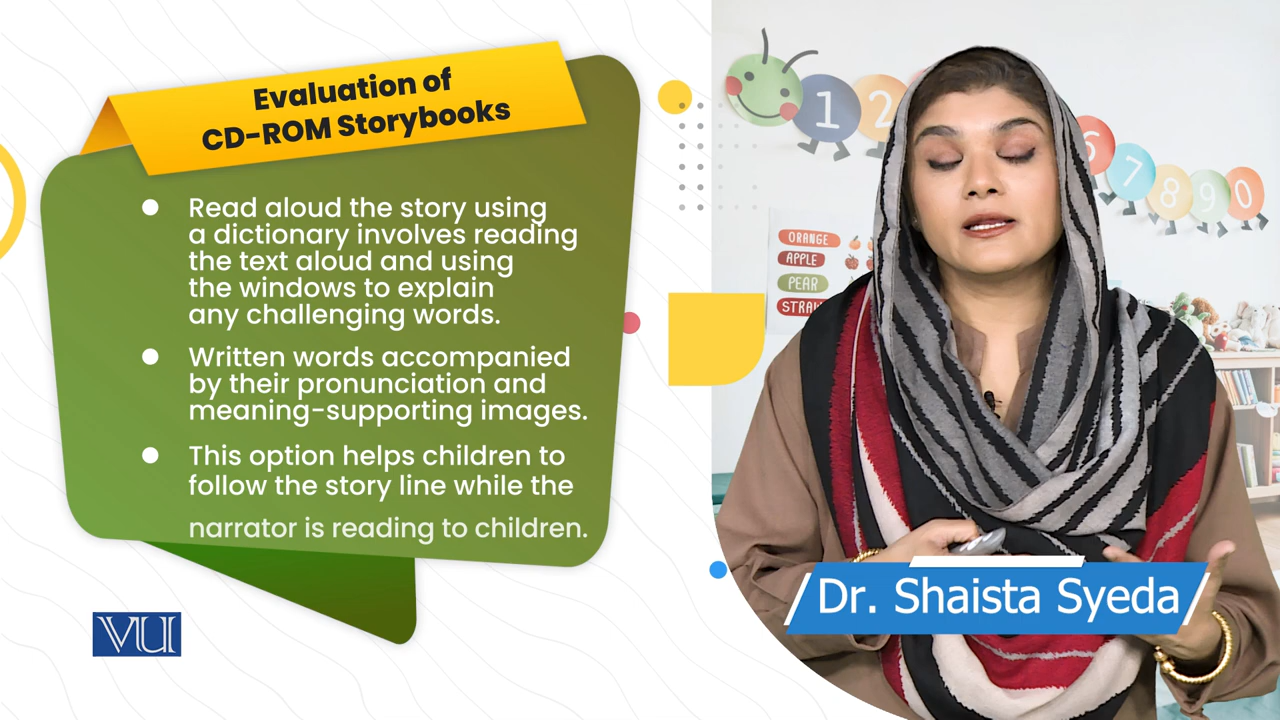 Evaluation of
CD-ROM Storybooks
Read aloud the story using
a dictionary involves reading
the text aloud and using
the windows to explain
any challenging words.
Written words accompanied
by their pronunciation and
meaning-supporting images.
This option helps children to
follow the story line while the
narrator is reading to children.
VU
1 2 6 7 8 9 0
ORANGE
APPLE
PEAR
Dr. Shaista Syeda